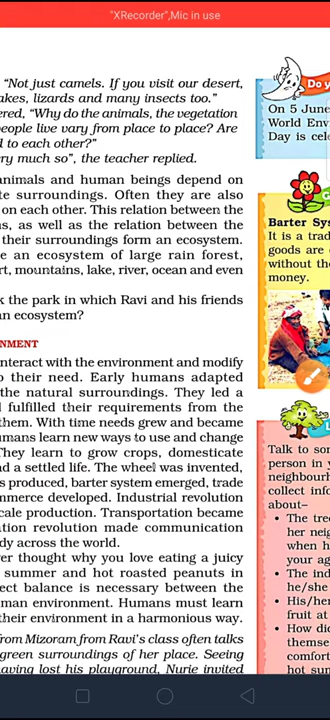 "XRecorder",Mic in use
"Not just camels. If you visit our desert,
akes, lizards and many insects too."
ered, "Why do the animals, the vegetation
people live vary from place to place? Are
d to each other?"
ry much so", the teacher replied.
animals and human beings depend on
te surroundings. Often they are also
on each other. This relation between the
ns, as well as the relation between the
their surroundings form an ecosystem.
e an ecosystem of large rain forest,
rt, mountains, lake, river, ocean and even
k the park in which Ravi and his friends
an ecosystem?
NMENT
interact with the environment and modify
o their need. Early humans adapted
the natural surroundings. They led a
l fulfilled their requirements from the
them. With time needs grew and became
umans learn new ways to use and change
They learn to grow crops, domesticate
nd a settled life. The wheel was invented,
s produced, barter system emerged, trade
mmerce developed. Industrial revolution
cale production. Transportation became
ation revolution made communication
dy across the world.
er thought why you love eating a juicy
summer and hot roasted peanuts in
ect balance is necessary between the
man environment. Humans must learn
their environment in a harmonious way.
from Mizoram,from Ravi's class often talks
green surroundings of her place. Seeing
having lost his playground, Nurie invited
Do y
On 5 June
World Env
Day is cel
Barter Sys
It is a trad
goods are
without the
money.
Le
Talk to so
person in y
neighbourh
collect info
about–
• The tree
her neig
when h
your ag
• The ind
he/she
• His/her
fruit at
• How did
themse
comfort
hot sum